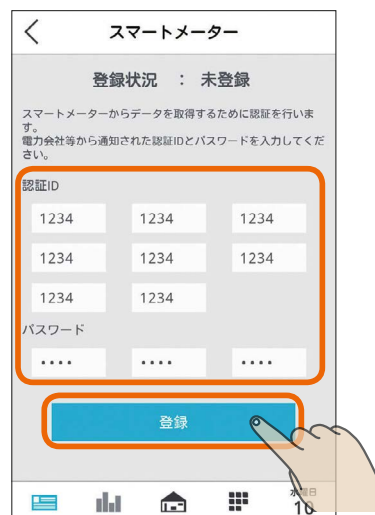 スマートメーター
登録状況 : 未登録
スマートメーターからデータを取得するために認証を行いま
す。
電力会社等から通知された認証IDとパスワードを入力してくだ
さい。
認証ID
1234 1234 1234
1234 1234 1234
1234 1234
パスワード
•••• •••• ••••
登録
水曜日
10